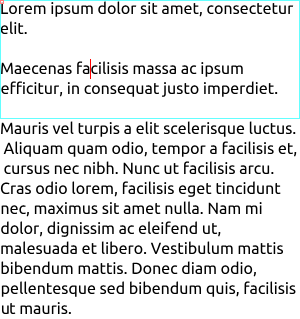 Lorem ipsum dolor sit amet, consectetur
elit.
Maecenas facilisis massa ac ipsum
efficitur, in consequat justo imperdiet.
Mauris vel turpis a elit scelerisque luctus.
Aliquam quam odio, tempor a facilisis et,
cursus nec nibh. Nunc ut facilisis arcu.
Cras odio lorem, facilisis eget tincidunt
nec, maximus sit amet nulla. Nam mi
dolor, dignissim ac eleifend ut,
malesuada et libero. Vestibulum mattis
bibendum mattis. Donec diam odio,
pellentesque sed bibendum quis, facilisis
ut mauris.